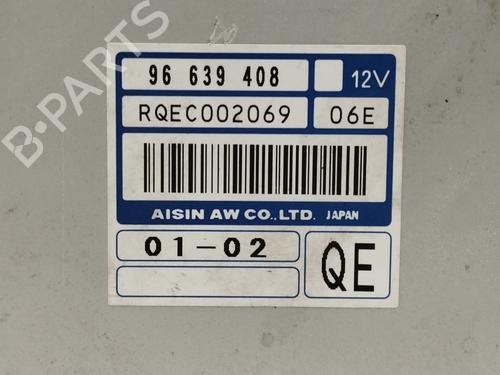 B-PARTS
96 639 408 12V
RQEC002069 06E
AISIN AW CO.,LTD. JAPAN
01-02
QE